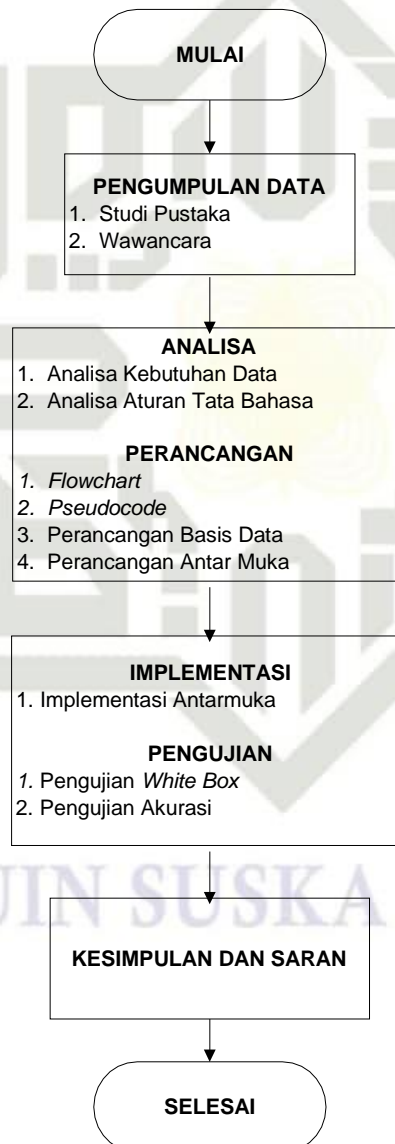 MULAI
PENGUMPULAN DATA
1. Studi Pustaka
2. Wawancara
ANALISA
1. Analisa Kebutuhan Data
2. Analisa Aturan Tata Bahasa
PERANCANGAN
1. Flowchart
2. Pseudocode
3. Perancangan Basis Data
4. Perancangan Antar Muka
IMPLEMENTASI
1. Implementasi Antarmuka
PENGUJIAN
1. Pengujian White Box
2. Pengujian Akurasi
UIN SUSKA
KESIMPULAN DAN SARAN
SELESAI